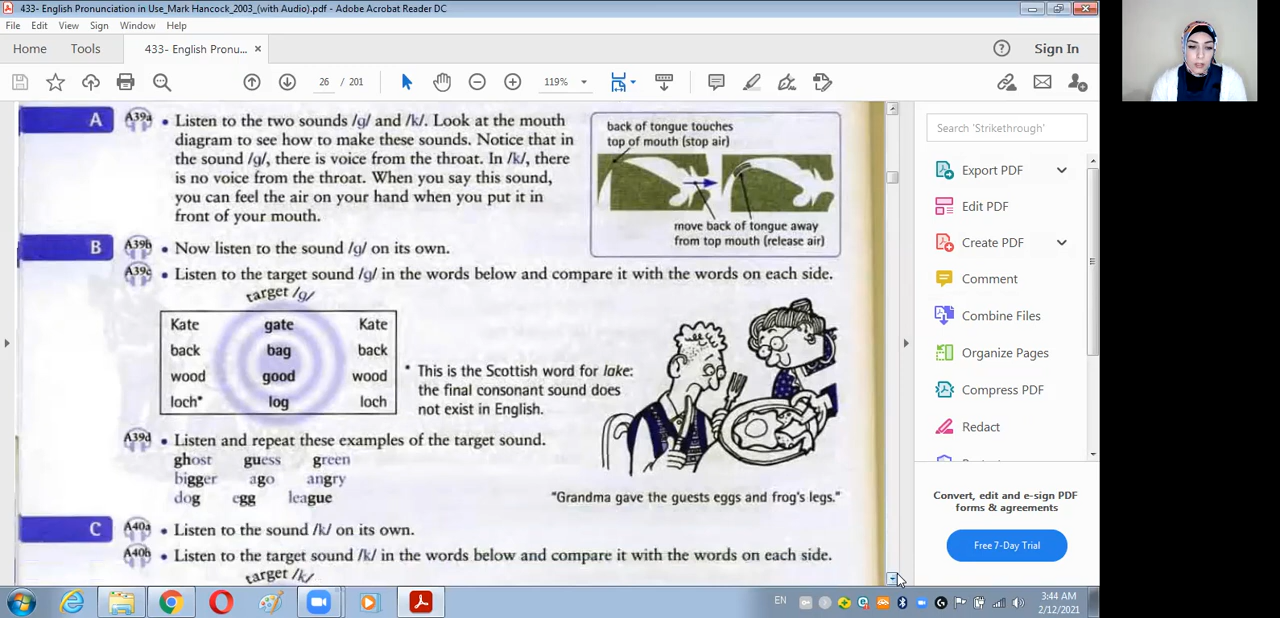 433- English Pronunciation in Use_Mark Hancock_2003_(with Audio).pdf - Adobe Acrobat Reader DC
File Edit View Sign Window Help
Home Tools 433- English Pronu... × Sign In
26 / 201 119%
A A39a • Listen to the two sounds /g/ and /k/. Look at the mouth
diagram to see how to make these sounds. Notice that in
the sound /g/, there is voice from the throat. In /k/, there
is no voice from the throat. When you say this sound,
you can feel the air on your hand when you put it in
front of your mouth.
back of tongue touches
top of mouth (stop air)
move back of tongue away
from top mouth (release air)
B A39b • Now listen to the sound /g/ on its own.
A39c • Listen to the target sound /g/ in the words below and compare it with the words on each side.
target /g/
Kate gate Kate
back bag back
wood good wood
loch* log loch
* This is the Scottish word for lake:
the final consonant sound does
not exist in English.
A39d • Listen and repeat these examples of the target sound.
ghost guess green
bigger ago angry
dog egg league
"Grandma gave the guests eggs and frog's legs."
C A40a • Listen to the sound /k/ on its own.
A40b • Listen to the target sound /k/ in the words below and compare it with the words on each side.
target /k/
Search 'Strikethrough'
Export PDF
Edit PDF
Create PDF
Comment
Combine Files
Organize Pages
Compress PDF
Redact
Convert, edit and e-sign PDF
forms & agreements
Free 7-Day Trial
EN
3:44 AM
2/12/2021